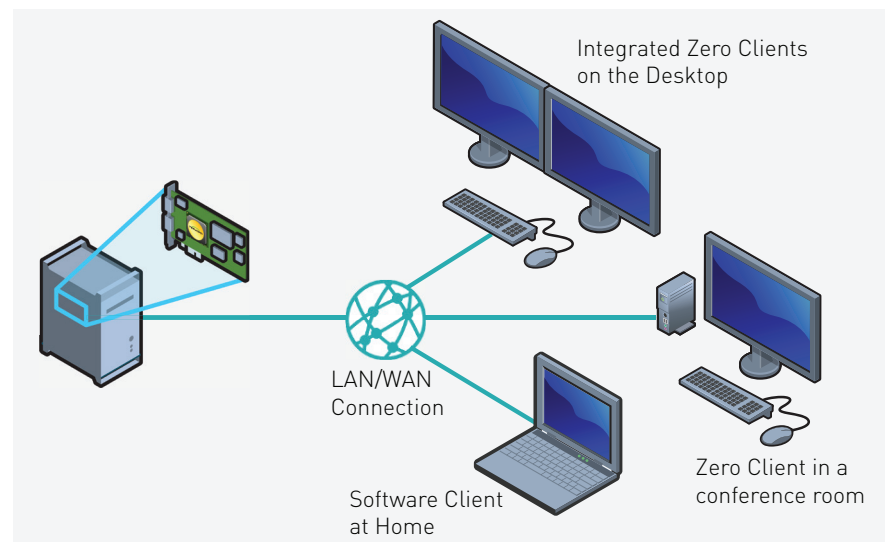 Integrated Zero Clients
on the Desktop
LAN/WAN
Connection
Software Client
at Home
Zero Client in a
conference room